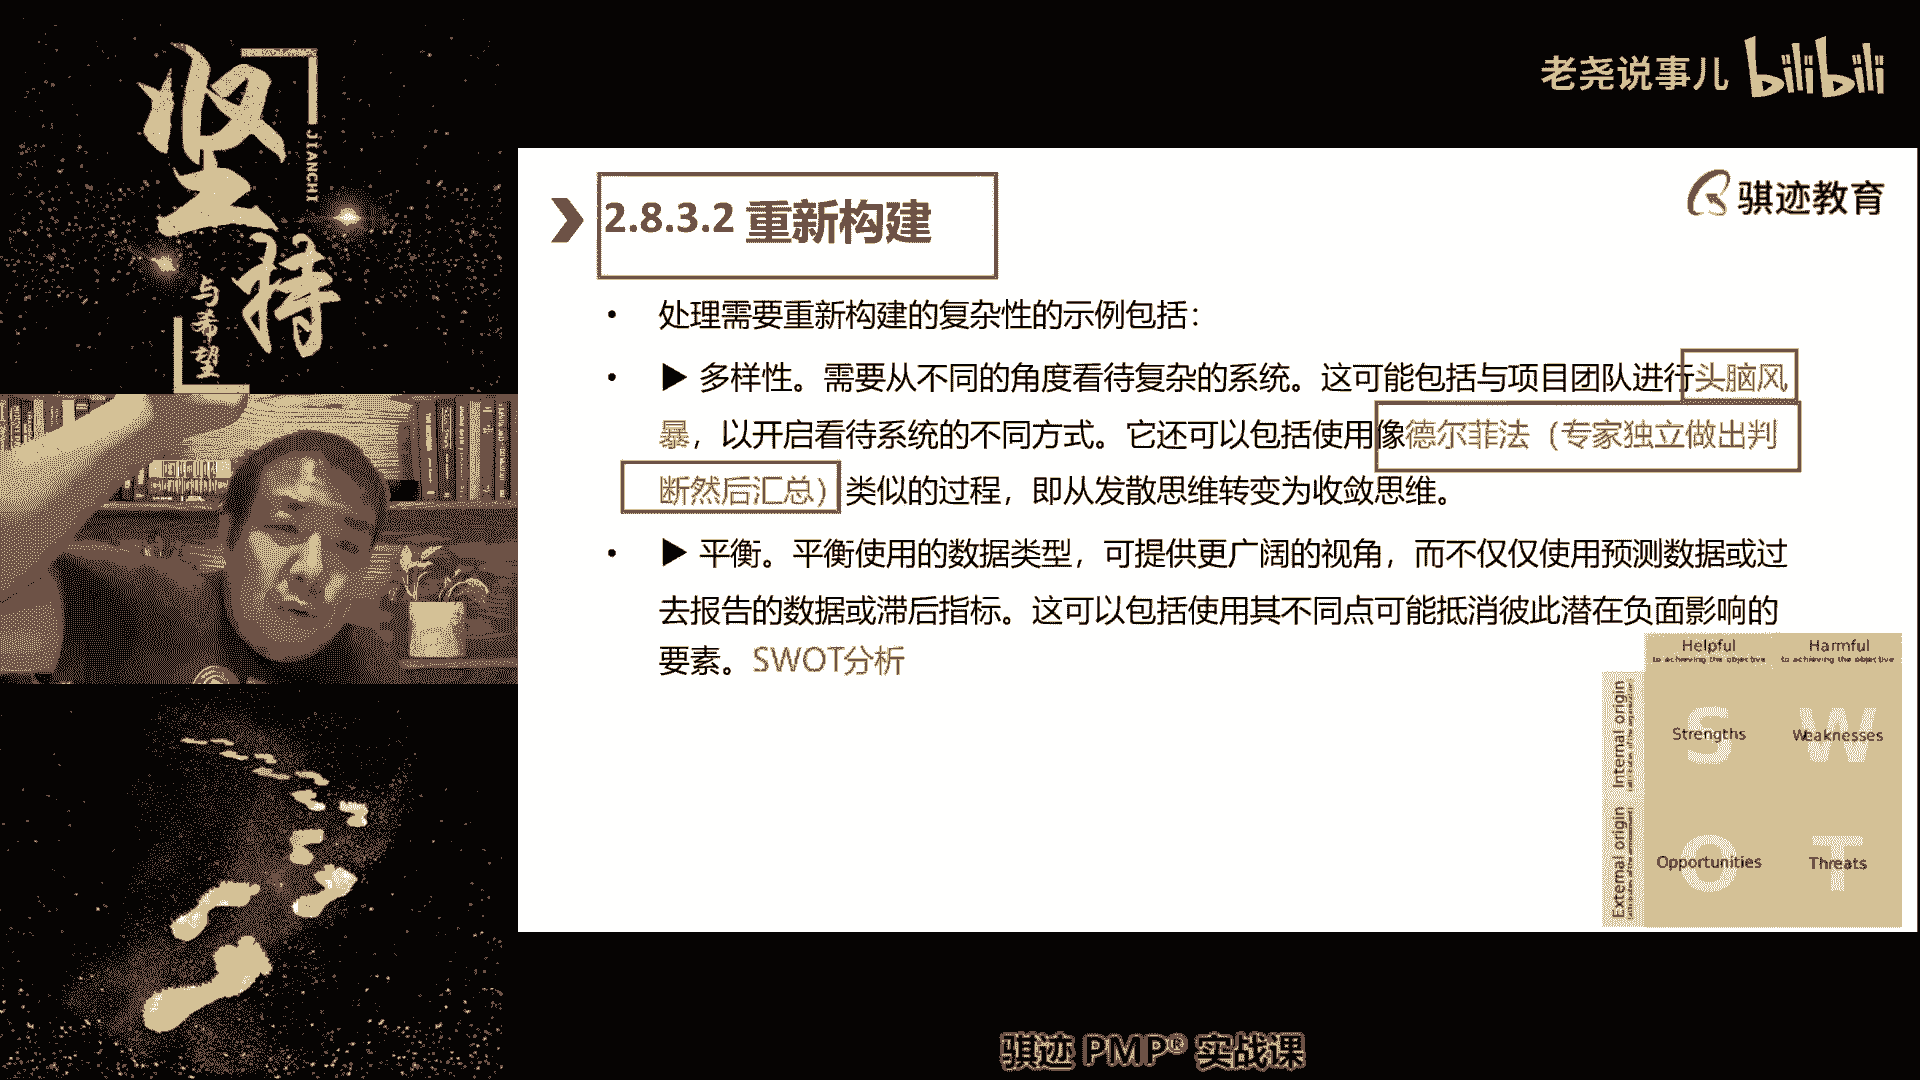 坚持
JIANCHI
与希望
老尧说事儿 bilibili
骐迹教育
2.8.3.2 重新构建
• 处理需要重新构建的复杂性的示例包括：
• ▶ 多样性。需要从不同的角度看待复杂的系统。这可能包括与项目团队进行头脑风
暴，以开启看待系统的不同方式。它还可以包括使用像德尔菲法（专家独立做出判
断然后汇总）类似的过程，即从发散思维转变为收敛思维。
• ▶ 平衡。平衡使用的数据类型，可提供更广阔的视角，而不仅仅使用预测数据或过
去报告的数据或滞后指标。这可以包括使用其不同点可能抵消彼此潜在负面影响的
要素。SWOT分析
Helpful
to achieving the objective
Harmful
to achieving the objective
Internal origin
S
Strengths
W
Weaknesses
External origin
O
Opportunities
T
Threats
骐迹 PMP® 实战课